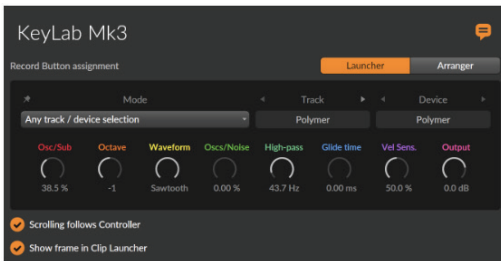 KeyLab Mk3
Record Button assignment Launcher Arranger
Mode Track Device
Any track / device selection Polymer Polymer
Osc/Sub Octave Waveform Oscs/Noise High-pass Glide time Vel Sens. Output
38.5 % -1 Sawtooth 0.00 % 43.7 Hz 0.00 ms 50.0 % 0.0 dB
Scrolling follows Controller
Show frame in Clip Launcher